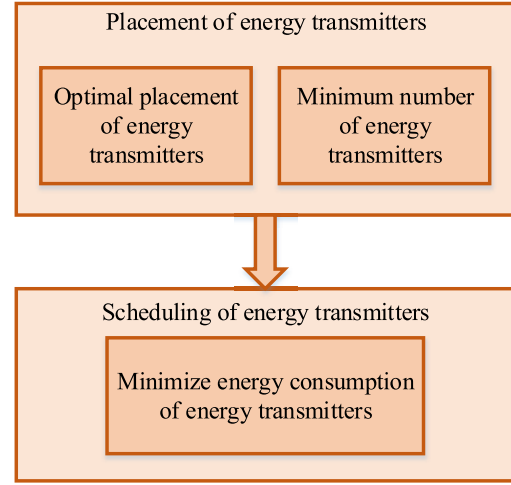 Placement of energy transmitters
Optimal placement
of energy
transmitters
Minimum number
of energy
transmitters
Scheduling of energy transmitters
Minimize energy consumption
of energy transmitters